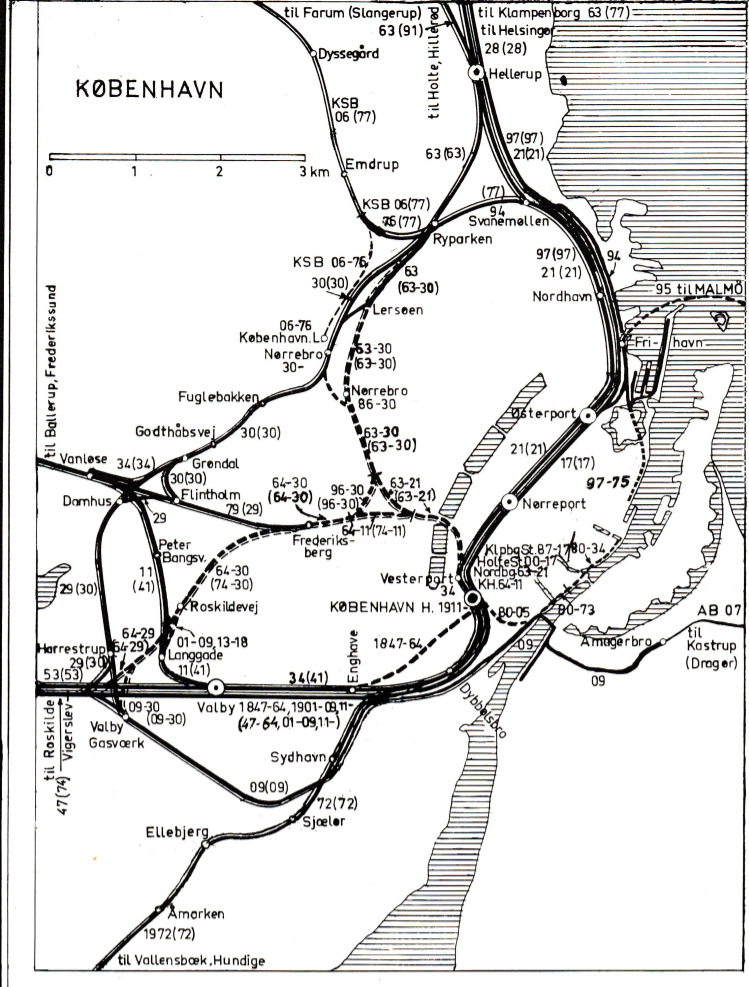 til Farum (Slangerup)
63 (91)
til Klampenborg 63 (77)
til Helsingør
28 (28)
til Holte, Hillerød
Hellerup
Dyssegård
KØBENHAVN
KSB
06 (77)
0 1 2 3 km
Emdrup
63 (63)
97(97)
21(21)
KSB 06(77)
76(77)
(77)
94
Svanemøllen
Ryparken
KSB 06-76
30(30)
63
(63-30)
97(97)
21(21)
94
Nordhavn
95 til MALMÖ
Lersøen
06-76
København.L
Nørrebro
30-
63-30
(63-30)
Fri-havn
til Ballerup, Frederikssund
Fuglebakken
Nørrebro
86-30
Østerport
Godthåbsvej
30(30)
63-30
(63-30)
21(21)
17(17)
Vanløse
34(34)
Grøndal
30(30)
Flintholm
97-75
Damhus
29
79(29)
64-30
(64-30)
96-30
(96-30)
63-21
(63-21)
Nørreport
Frederiks-
berg
64-11(74-11)
Peter
Bangsv.
11
(41)
64-30
(74-30)
KlpbgSt.87-17
80-34
HolteSt.00-17
Nordbg.63-21
KH.64-11
Vesterport
34
29(30)
Roskildevej
KØBENHAVN H. 1911-
80-05
80-73
AB 07
til
Kastrup
(Dragør)
Amagerbro
09
09
Harrestrup
29(30)
64-29
64-29
01-09,13-18
Langgade
11(41)
1847-64
Enghave
53(53)
34(41)
Valby 1847-64,1901-09,11-
(47-64,01-09,11-)
til Roskilde
Vigerslev
47(74)
09-30
(09-30)
Valby
Gasværk
Dybbølsbro
Sydhavn
09(09)
72(72)
Sjælør
Ellebjerg
Åmarken
1972(72)
til Vallensbæk, Hundige